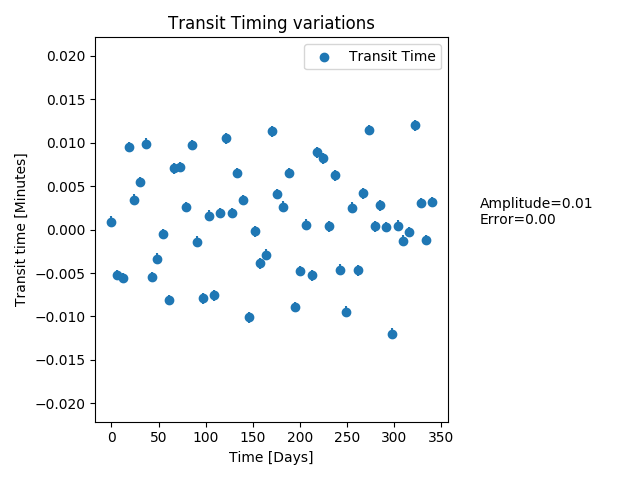 Transit Timing variations
Transit Time
Transit time [Minutes]
0.020
0.015
0.010
0.005
0.000
−0.005
−0.010
−0.015
−0.020
0
50
100
150
200
250
300
350
Time [Days]
Amplitude=0.01
Error=0.00